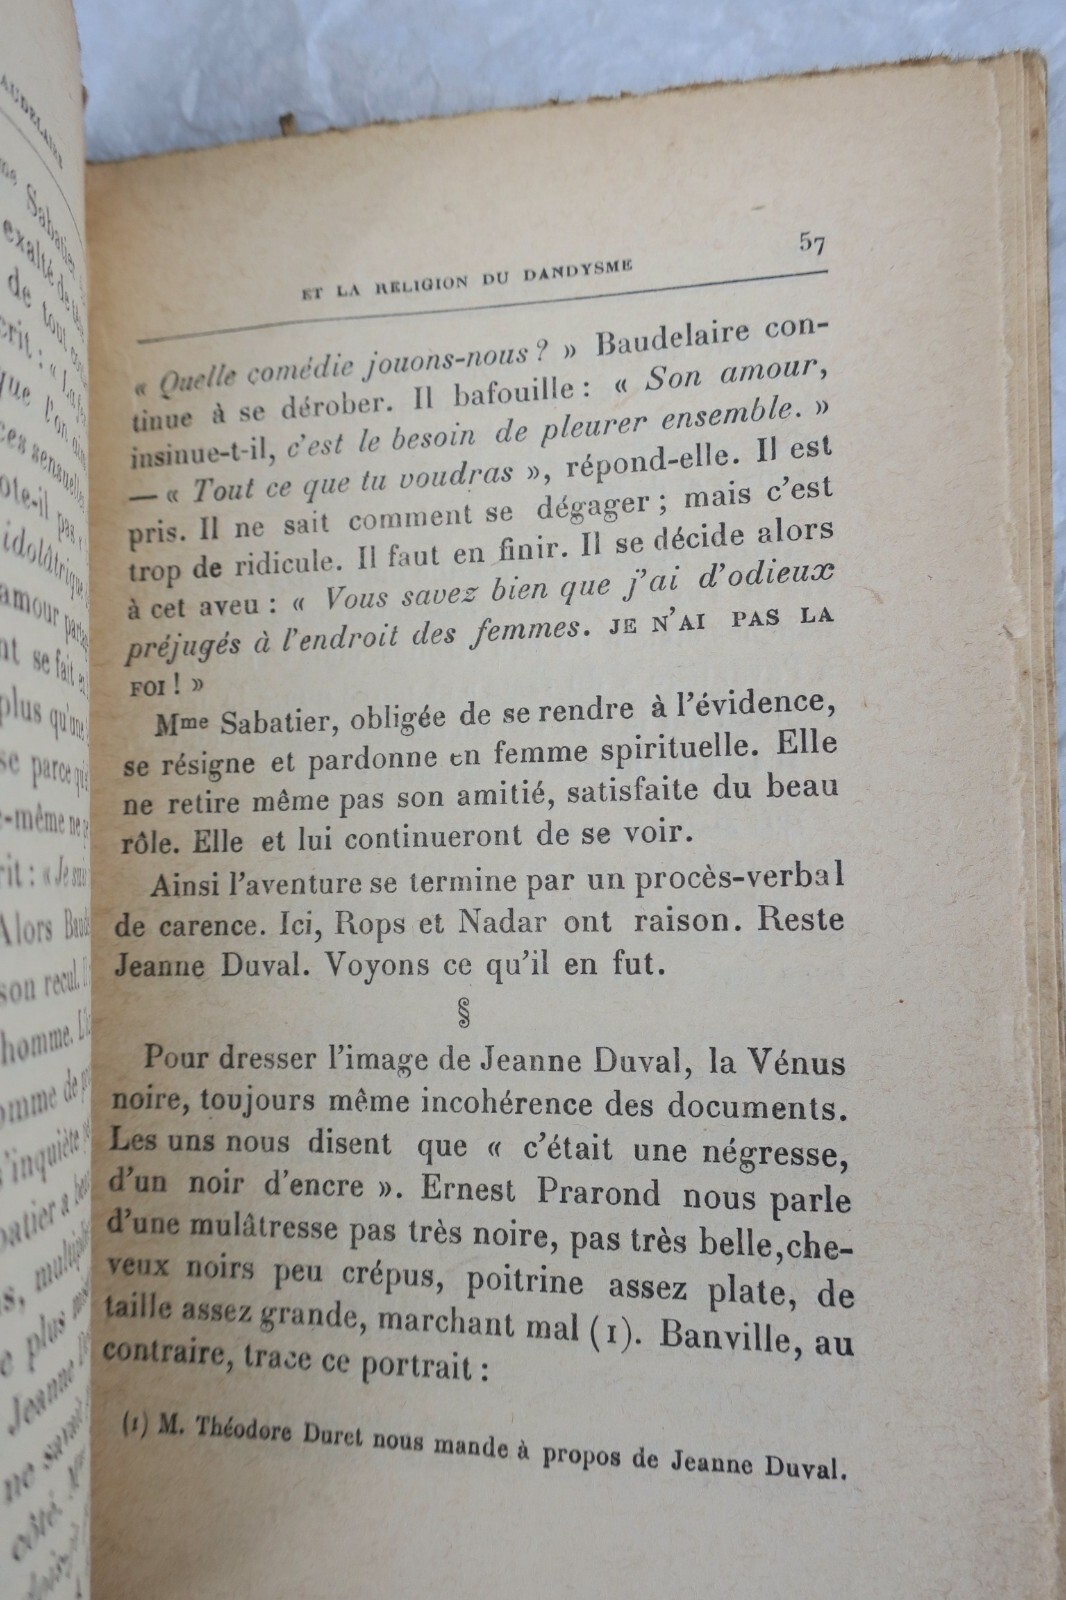 ET LA RELIGION DU DANDYSME 57
« Quelle comédie jouons-nous ? » Baudelaire con-
tinue à se dérober. Il bafouille : « Son amour,
insinue-t-il, c'est le besoin de pleurer ensemble. »
— « Tout ce que tu voudras », répond-elle. Il est
pris. Il ne sait comment se dégager ; mais c'est
trop de ridicule. Il faut en finir. Il se décide alors
à cet aveu : « Vous savez bien que j'ai d'odieux
préjugés à l'endroit des femmes. JE N'AI PAS LA
FOI ! »
Mme Sabatier, obligée de se rendre à l'évidence,
se résigne et pardonne en femme spirituelle. Elle
ne retire même pas son amitié, satisfaite du beau
rôle. Elle et lui continueront de se voir.
Ainsi l'aventure se termine par un procès-verbal
de carence. Ici, Rops et Nadar ont raison. Reste
Jeanne Duval. Voyons ce qu'il en fut.
§
Pour dresser l'image de Jeanne Duval, la Vénus
noire, toujours même incohérence des documents.
Les uns nous disent que « c'était une négresse,
d'un noir d'encre ». Ernest Prarond nous parle
d'une mulâtresse pas très noire, pas très belle, che-
veux noirs peu crépus, poitrine assez plate, de
taille assez grande, marchant mal (1). Banville, au
contraire, trace ce portrait :
(1) M. Théodore Duret nous mande à propos de Jeanne Duval.